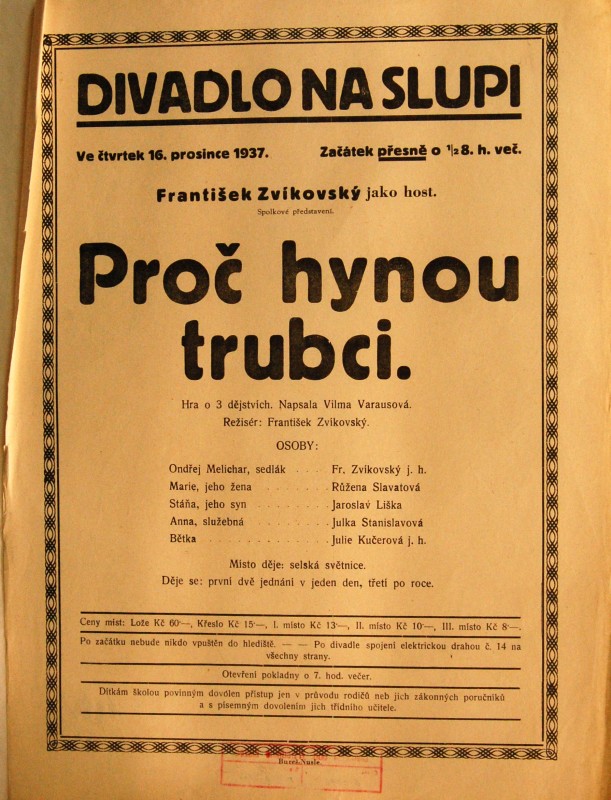 DIVADLO NA SLUPI
Ve čtvrtek 16. prosince 1937. Začátek přesně o 1/2 8. h. več.
František Zvíkovský jako host.
Spolkové představení.
Proč hynou
trubci.
Hra o 3 dějstvích. Napsala Vilma Varausová.
Režisér: František Zvíkovský.
OSOBY:
Ondřej Melichar, sedlák . . . Fr. Zvíkovský j. h.
Marie, jeho žena . . . . . . . Růžena Slavatová
Stáňa, jeho syn . . . . . . . . Jaroslav Liška
Anna, služebná . . . . . . . . Julka Stanislavová
Bětka . . . . . . . . . . . . . Julie Kučerová j. h.
Místo děje: selská světnice.
Děje se: první dvě jednání v jeden den, třetí po roce.
Ceny míst: Lože Kč 60·—, Křeslo Kč 15·—, I. místo Kč 13·—, II. místo Kč 10·—, III. místo Kč 8·—.
Po začátku nebude nikdo vpuštěn do hlediště. — — Po divadle spojení elektrickou drahou č. 14 na
všechny strany.
Otevření pokladny o 7. hod. večer.
Dítkám školou povinným dovolen přístup jen v průvodu rodičů neb jich zákonných poručníků
a s písemným dovolením jich třídního učitele.
Bureš, Nusle